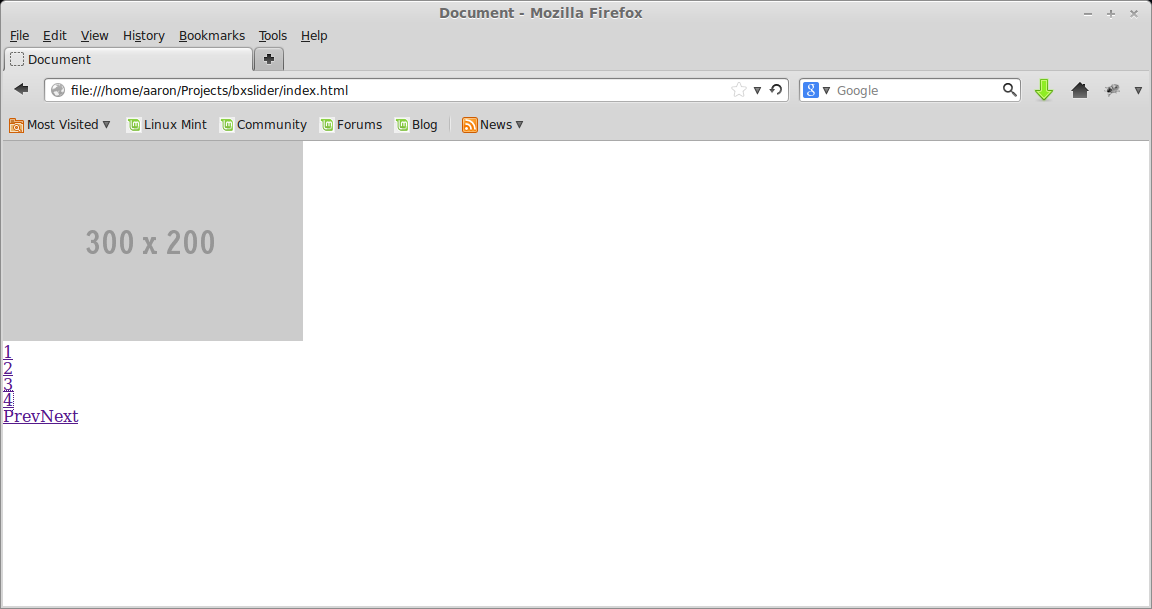 Document - Mozilla Firefox
File Edit View History Bookmarks Tools Help
Document
file:///home/aaron/Projects/bxslider/index.html
8 Google
Most Visited Linux Mint Community Forums Blog News
300 x 200
1
2
3
4
PrevNext